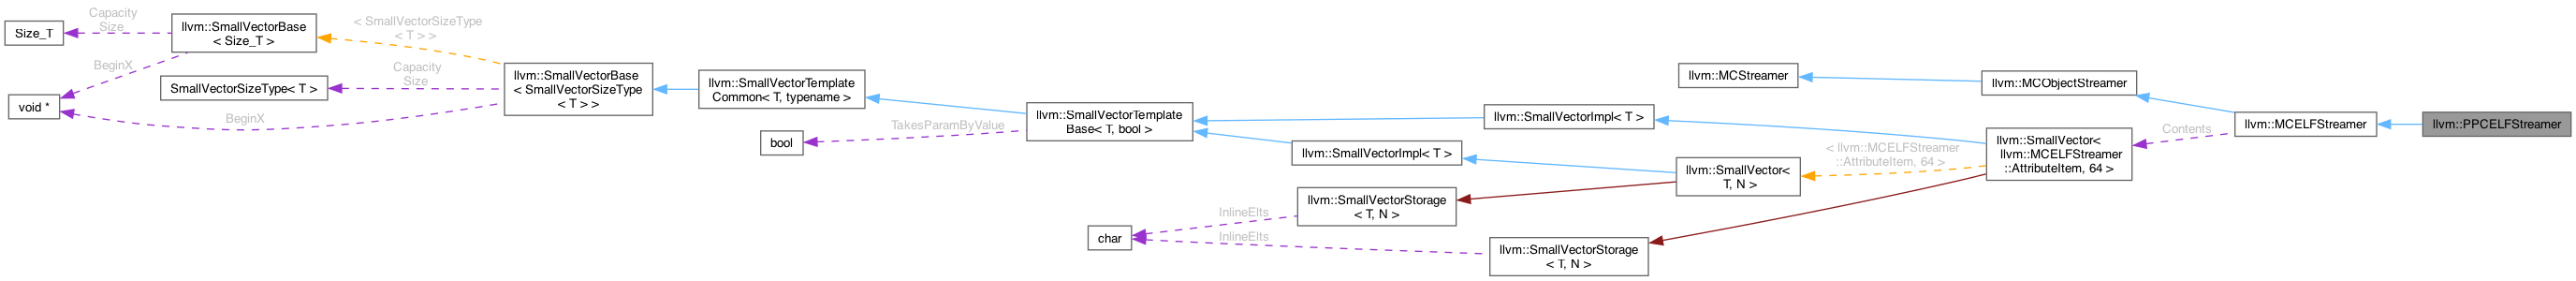 Size_T
Capacity
Size
llvm::SmallVectorBase
< Size_T >
< SmallVectorSizeType
< T > >
BeginX
void *
SmallVectorSizeType< T >
Capacity
Size
BeginX
llvm::SmallVectorBase
< SmallVectorSizeType
< T > >
llvm::SmallVectorTemplate
Common< T, typename >
bool
TakesParamByValue
llvm::SmallVectorTemplate
Base< T, bool >
char
InlineElts
InlineElts
llvm::SmallVectorImpl< T >
llvm::SmallVectorStorage
< T, N >
llvm::SmallVectorImpl< T >
llvm::SmallVectorStorage
< T, N >
llvm::MCStreamer
llvm::SmallVector<
T, N >
< llvm::MCELFStreamer
::AttributeItem, 64 >
llvm::MCObjectStreamer
llvm::SmallVector<
llvm::MCELFStreamer
::AttributeItem, 64 >
Contents
llvm::MCELFStreamer
llvm::PPCELFStreamer